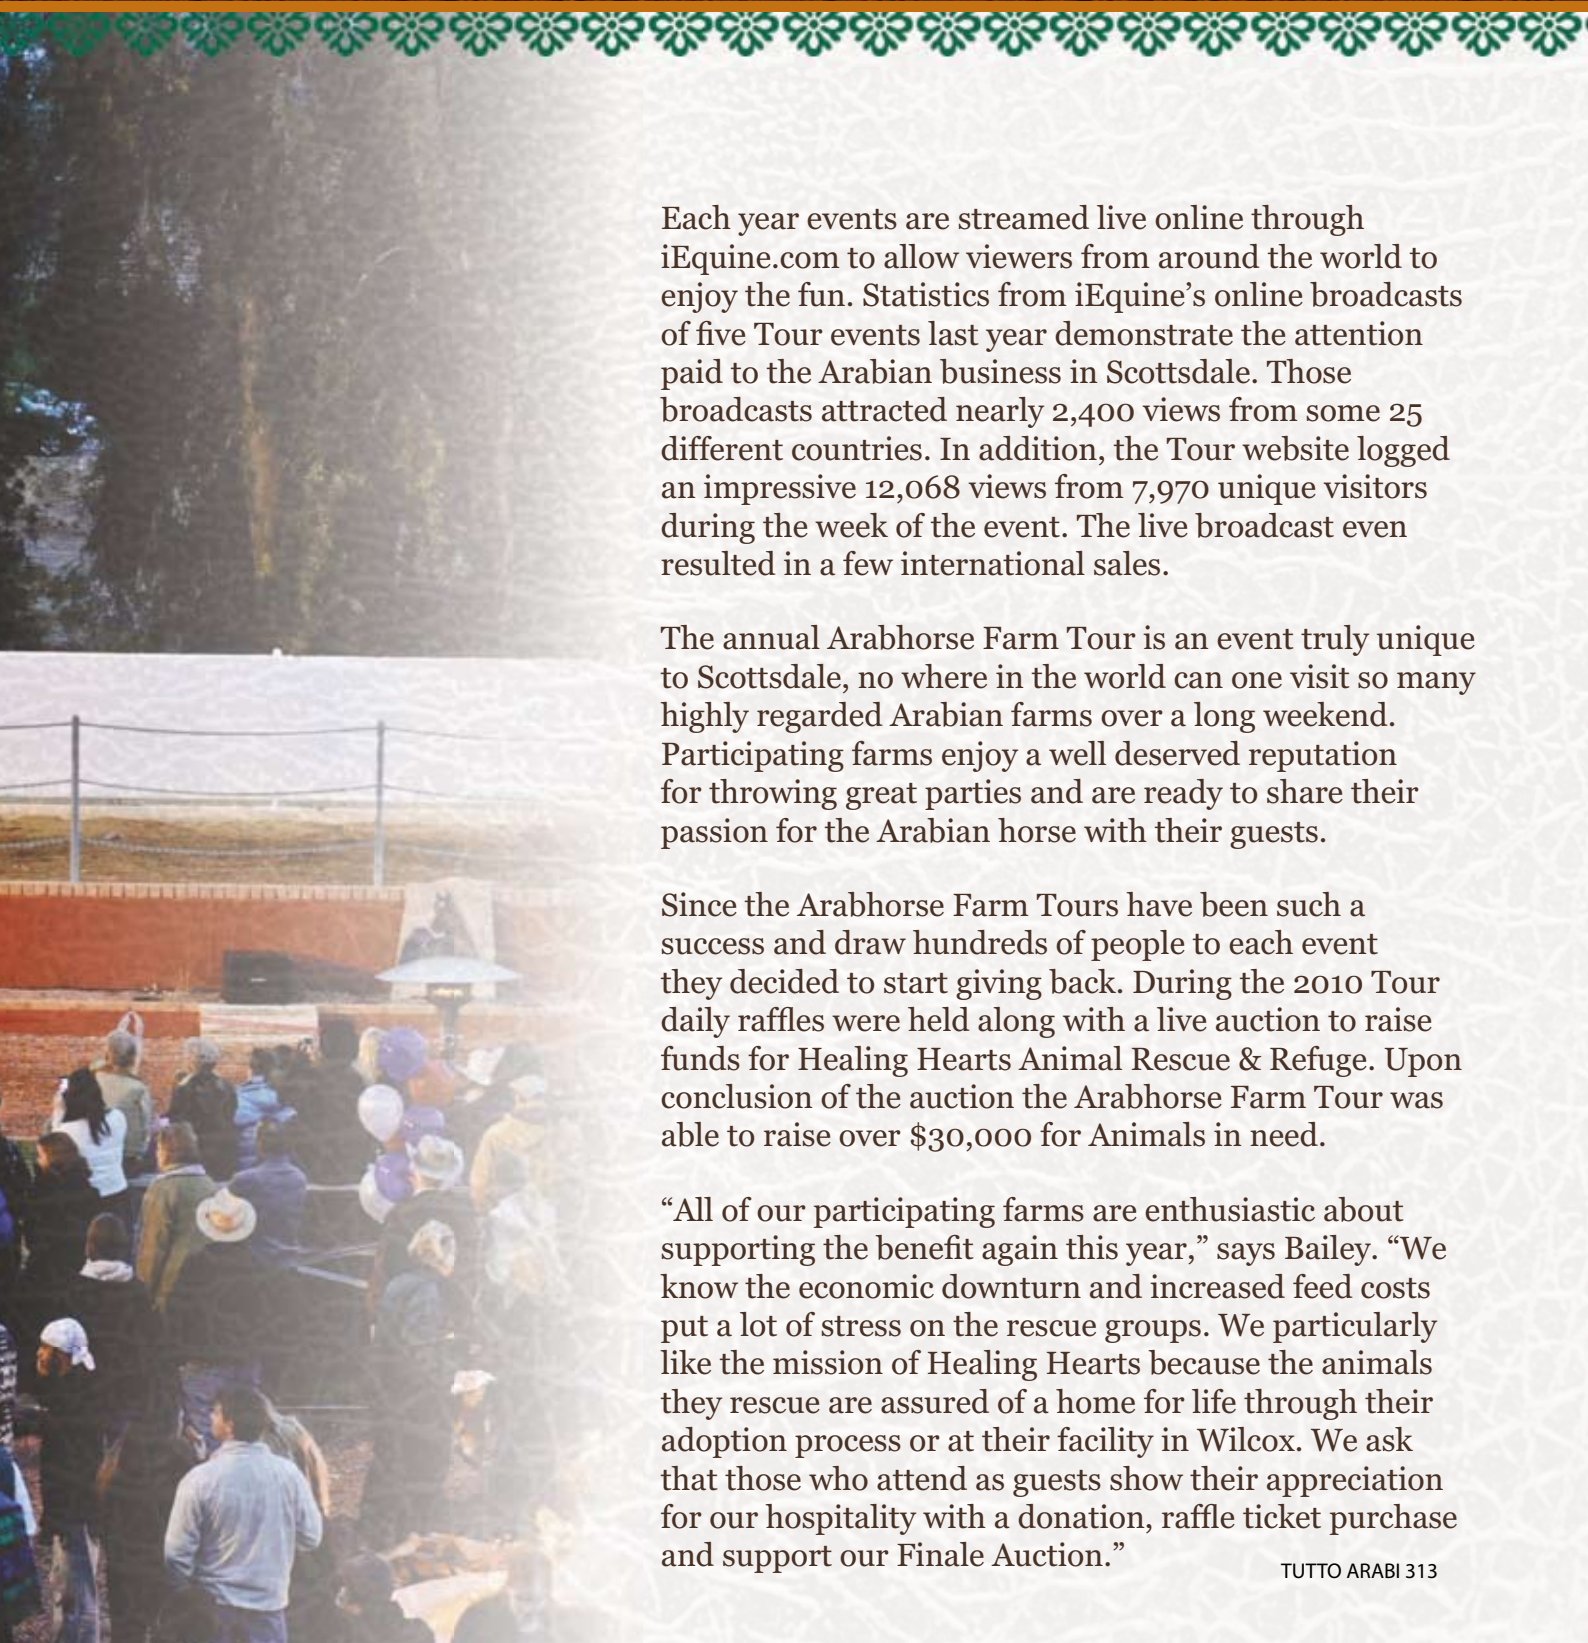 Each year events are streamed live online through
iEquine.com to allow viewers from around the world to
enjoy the fun. Statistics from iEquine’s online broadcasts
of five Tour events last year demonstrate the attention
paid to the Arabian business in Scottsdale. Those
broadcasts attracted nearly 2,400 views from some 25
different countries. In addition, the Tour website logged
an impressive 12,068 views from 7,970 unique visitors
during the week of the event. The live broadcast even
resulted in a few international sales.

The annual Arabhorse Farm Tour is an event truly unique
to Scottsdale, no where in the world can one visit so many
highly regarded Arabian farms over a long weekend.
Participating farms enjoy a well deserved reputation
for throwing great parties and are ready to share their
passion for the Arabian horse with their guests.

Since the Arabhorse Farm Tours have been such a
success and draw hundreds of people to each event
they decided to start giving back. During the 2010 Tour
daily raffles were held along with a live auction to raise
funds for Healing Hearts Animal Rescue & Refuge. Upon
conclusion of the auction the Arabhorse Farm Tour was
able to raise over $30,000 for Animals in need.

“All of our participating farms are enthusiastic about
supporting the benefit again this year,” says Bailey. “We
know the economic downturn and increased feed costs
put a lot of stress on the rescue groups. We particularly
like the mission of Healing Hearts because the animals
they rescue are assured of a home for life through their
adoption process or at their facility in Wilcox. We ask
that those who attend as guests show their appreciation
for our hospitality with a donation, raffle ticket purchase
and support our Finale Auction.”
TUTTO ARABI 313